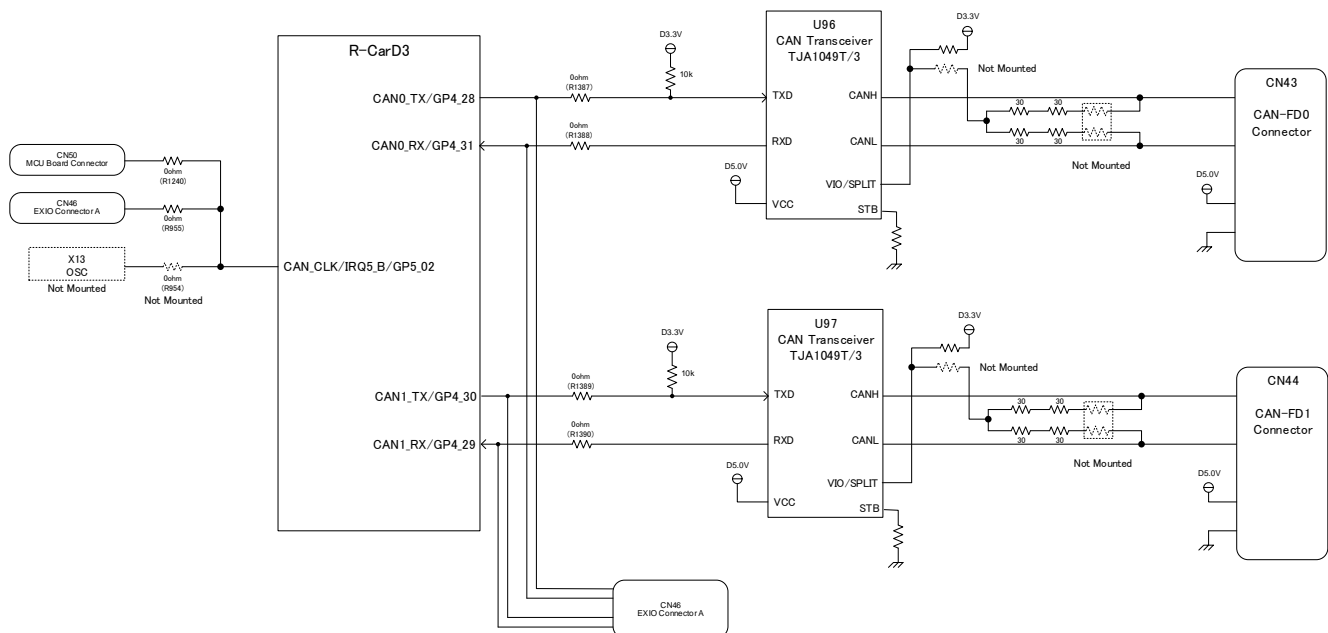 R-CarD3
CAN0_TX/GP4_28
CAN0_RX/GP4_31
CAN_CLK/IRQ5_B/GP5_02
CAN1_TX/GP4_30
CAN1_RX/GP4_29
CN50
MCU Board Connector
0ohm
(R1240)
CN46
EXIO Connector A
0ohm
(R955)
X13
OSC
Not Mounted
0ohm
(R954)
Not Mounted
0ohm
(R1387)
0ohm
(R1388)
D3.3V
10k
D5.0V
U96
CAN Transceiver
TJA1049T/3
TXD
RXD
VCC
CANH
CANL
VIO/SPLIT
STB
D3.3V
Not Mounted
30
30
30
30
Not Mounted
D5.0V
CN43
CAN-FD0
Connector
0ohm
(R1389)
0ohm
(R1390)
D3.3V
10k
D5.0V
U97
CAN Transceiver
TJA1049T/3
TXD
RXD
VCC
CANH
CANL
VIO/SPLIT
STB
D3.3V
Not Mounted
30
30
30
30
Not Mounted
D5.0V
CN44
CAN-FD1
Connector
CN46
EXIO Connector A